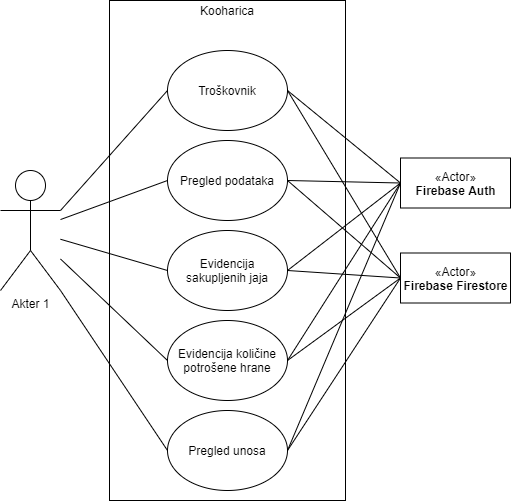 Kooharica
Troškovnik
Pregled podataka
Evidencija
sakupljenih jaja
Evidencija količine
potrošene hrane
Pregled unosa
Akter 1
«Actor»
Firebase Auth
«Actor»
Firebase Firestore